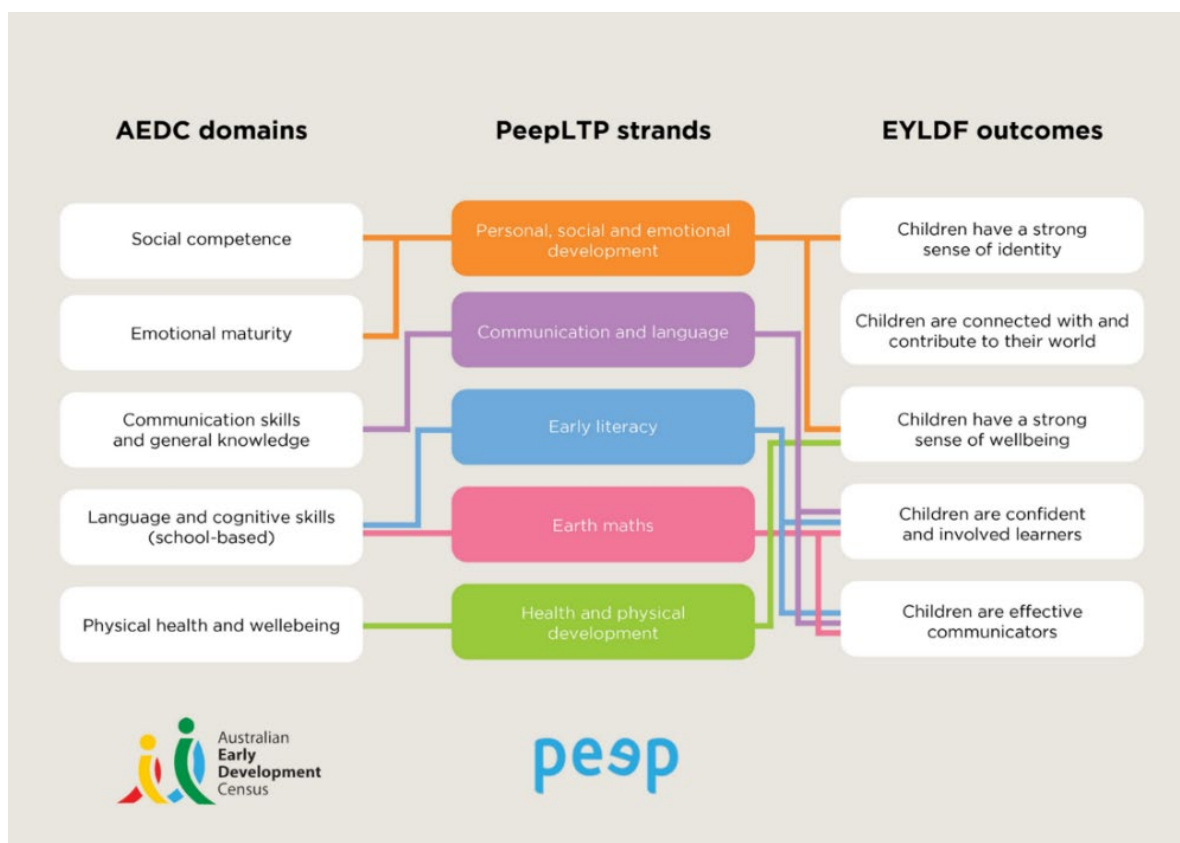 AEDC domains
PeepLTP strands
EYLDF outcomes
Social competence
Personal, social and emotional
development
Children have a strong
sense of identity
Emotional maturity
Communication and language
Children are connected with and
contribute to their world
Communication skills
and general knowledge
Early literacy
Children have a strong
sense of wellbeing
Language and cognitive skills
(school-based)
Earth maths
Children are confident
and involved learners
Physical health and wellebeing
Health and physical
development
Children are effective
communicators
Australian
Early
Development
Census
peep